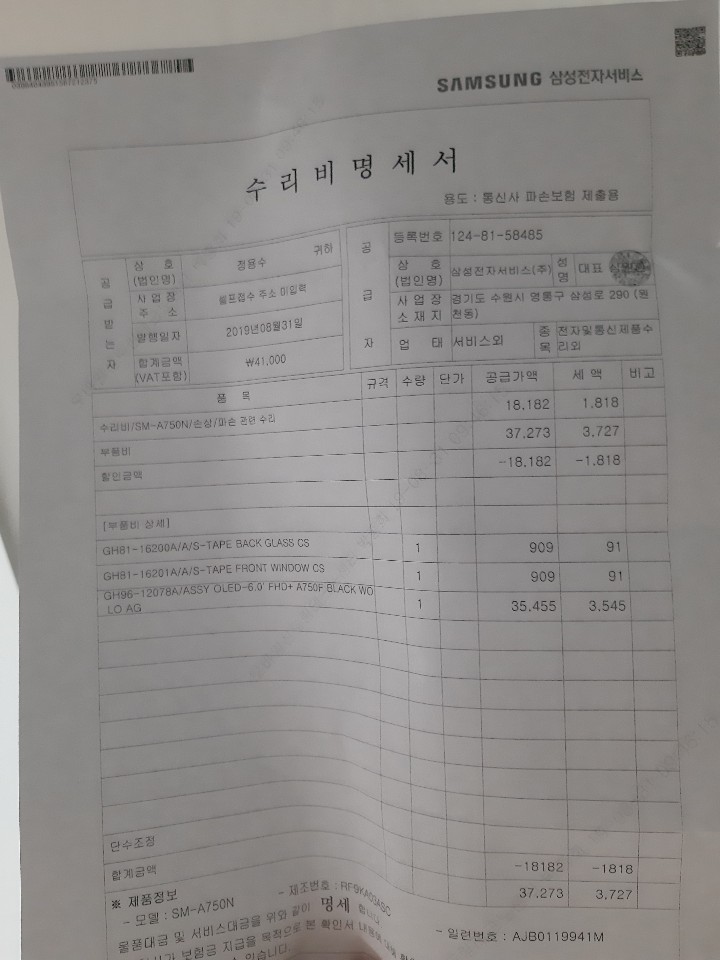 SAMSUNG 삼성전자서비스
수리비명세서
용도 : 통신사 파손보험 제출용
공급받는자
상호 (법인명) 정용수 귀하
사업장 주소 셀프접수 주소 미입력
발행일자 2019년08월31일
합계금액 (VAT포함) ₩41,000
공급자
등록번호 124-81-58485
상호 (법인명) 삼성전자서비스(주) 성명 대표
사업장 소재지 경기도 수원시 영통구 삼성로 290 (원천동)
업태 서비스외 종목 전자및통신제품수리외
품목 규격 수량 단가 공급가액 세액 비고
수리비/SM-A750N/손상/파손 관련 수리 18,182 1,818
부품비 37,273 3,727
할인금액 -18,182 -1,818
[부품비 상세]
GH81-16200A/A/S-TAPE BACK GLASS CS 1 909 91
GH81-16201A/A/S-TAPE FRONT WINDOW CS 1 909 91
GH96-12078A/ASSY OLED-6.0' FHD+ A750F BLACK WO
LO AG 1 35,455 3,545
단수조정
-18182 -1818
합계금액 37,273 3,727
※ 제품정보
- 모델 : SM-A750N - 제조번호 :
- 일련번호 : AJB0119941M
물품대금 및 서비스대금을 위와 같이 명세 합니다.
보험금 지급을 목적으로 본 확인서